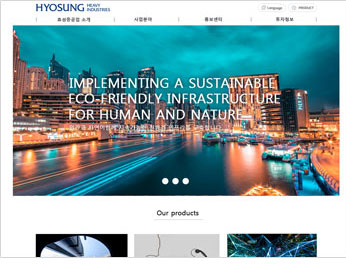 HYOSUNG HEAVY INDUSTRIES
Language PRODUCT
효성중공업 소개 사업분야 홍보센터 투자정보
IMPLEMENTING A SUSTAINABLE
ECO-FRIENDLY INFRASTRUCTURE
FOR HUMAN AND NATURE
Our products